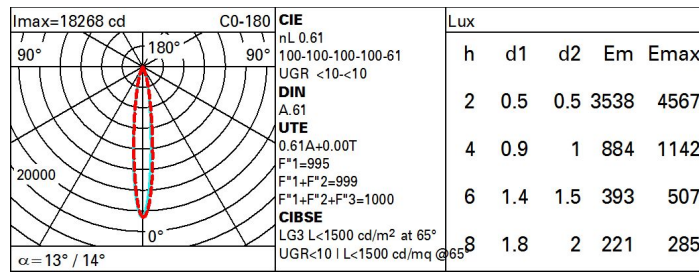 Imax=18268 cd C0-180
90° 180° 90°
20000
0°
α=13° / 14°
CIE
nL 0.61
100-100-100-100-61
UGR <10-<10
DIN
A.61
UTE
0.61A+0.00T
F"1=995
F"1+F"2=999
F"1+F"2+F"3=1000
CIBSE
LG3 L<1500 cd/m² at 65°
UGR<10 | L<1500 cd/mq @65°
Lux
h d1 d2 Em Emax
2 0.5 0.5 3538 4567
4 0.9 1 884 1142
6 1.4 1.5 393 507
8 1.8 2 221 285